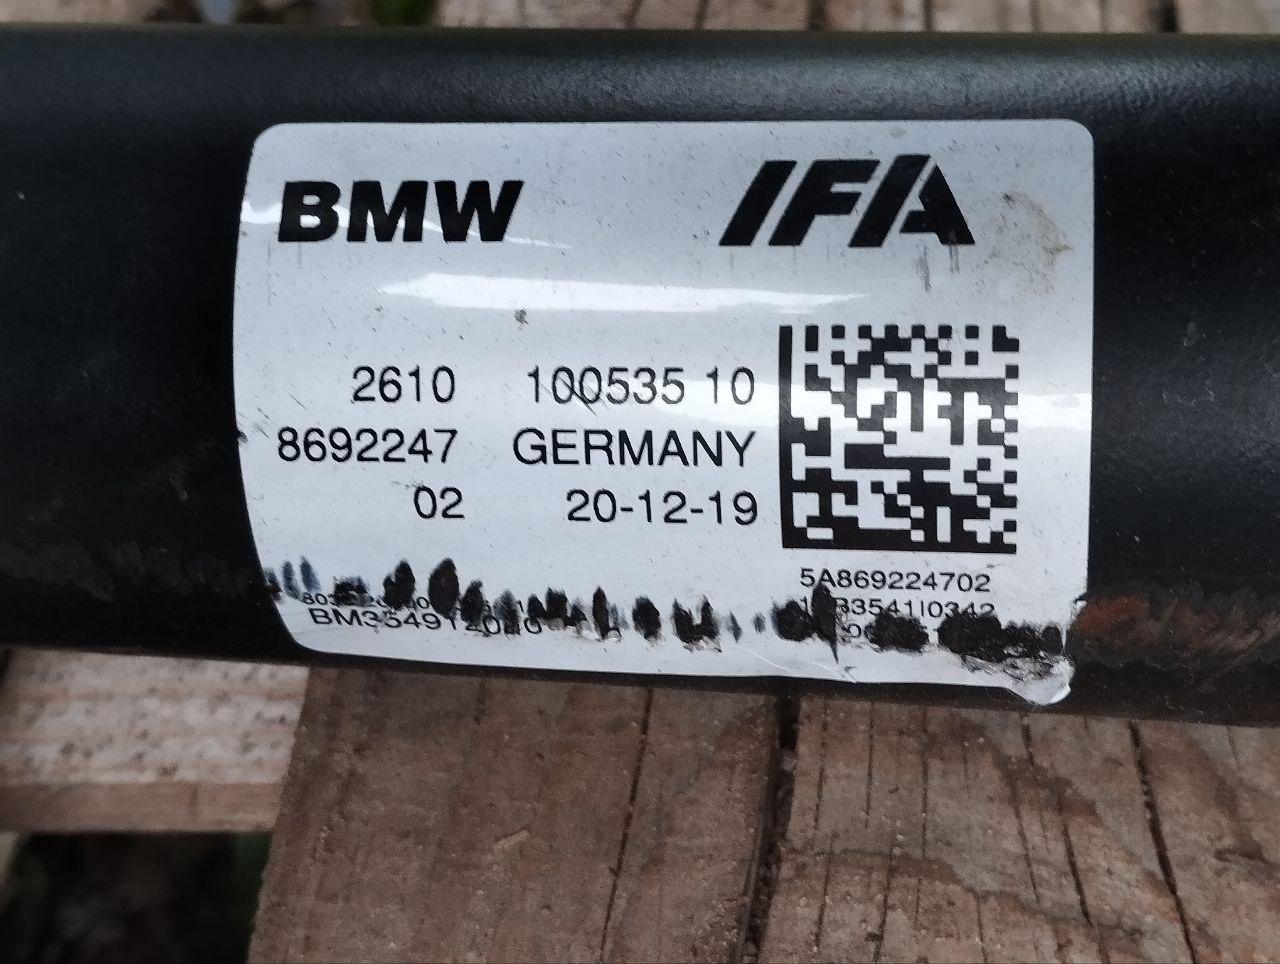 BMW IFA
2610 100535 10
8692247 GERMANY
02 20-12-19
5A869224702